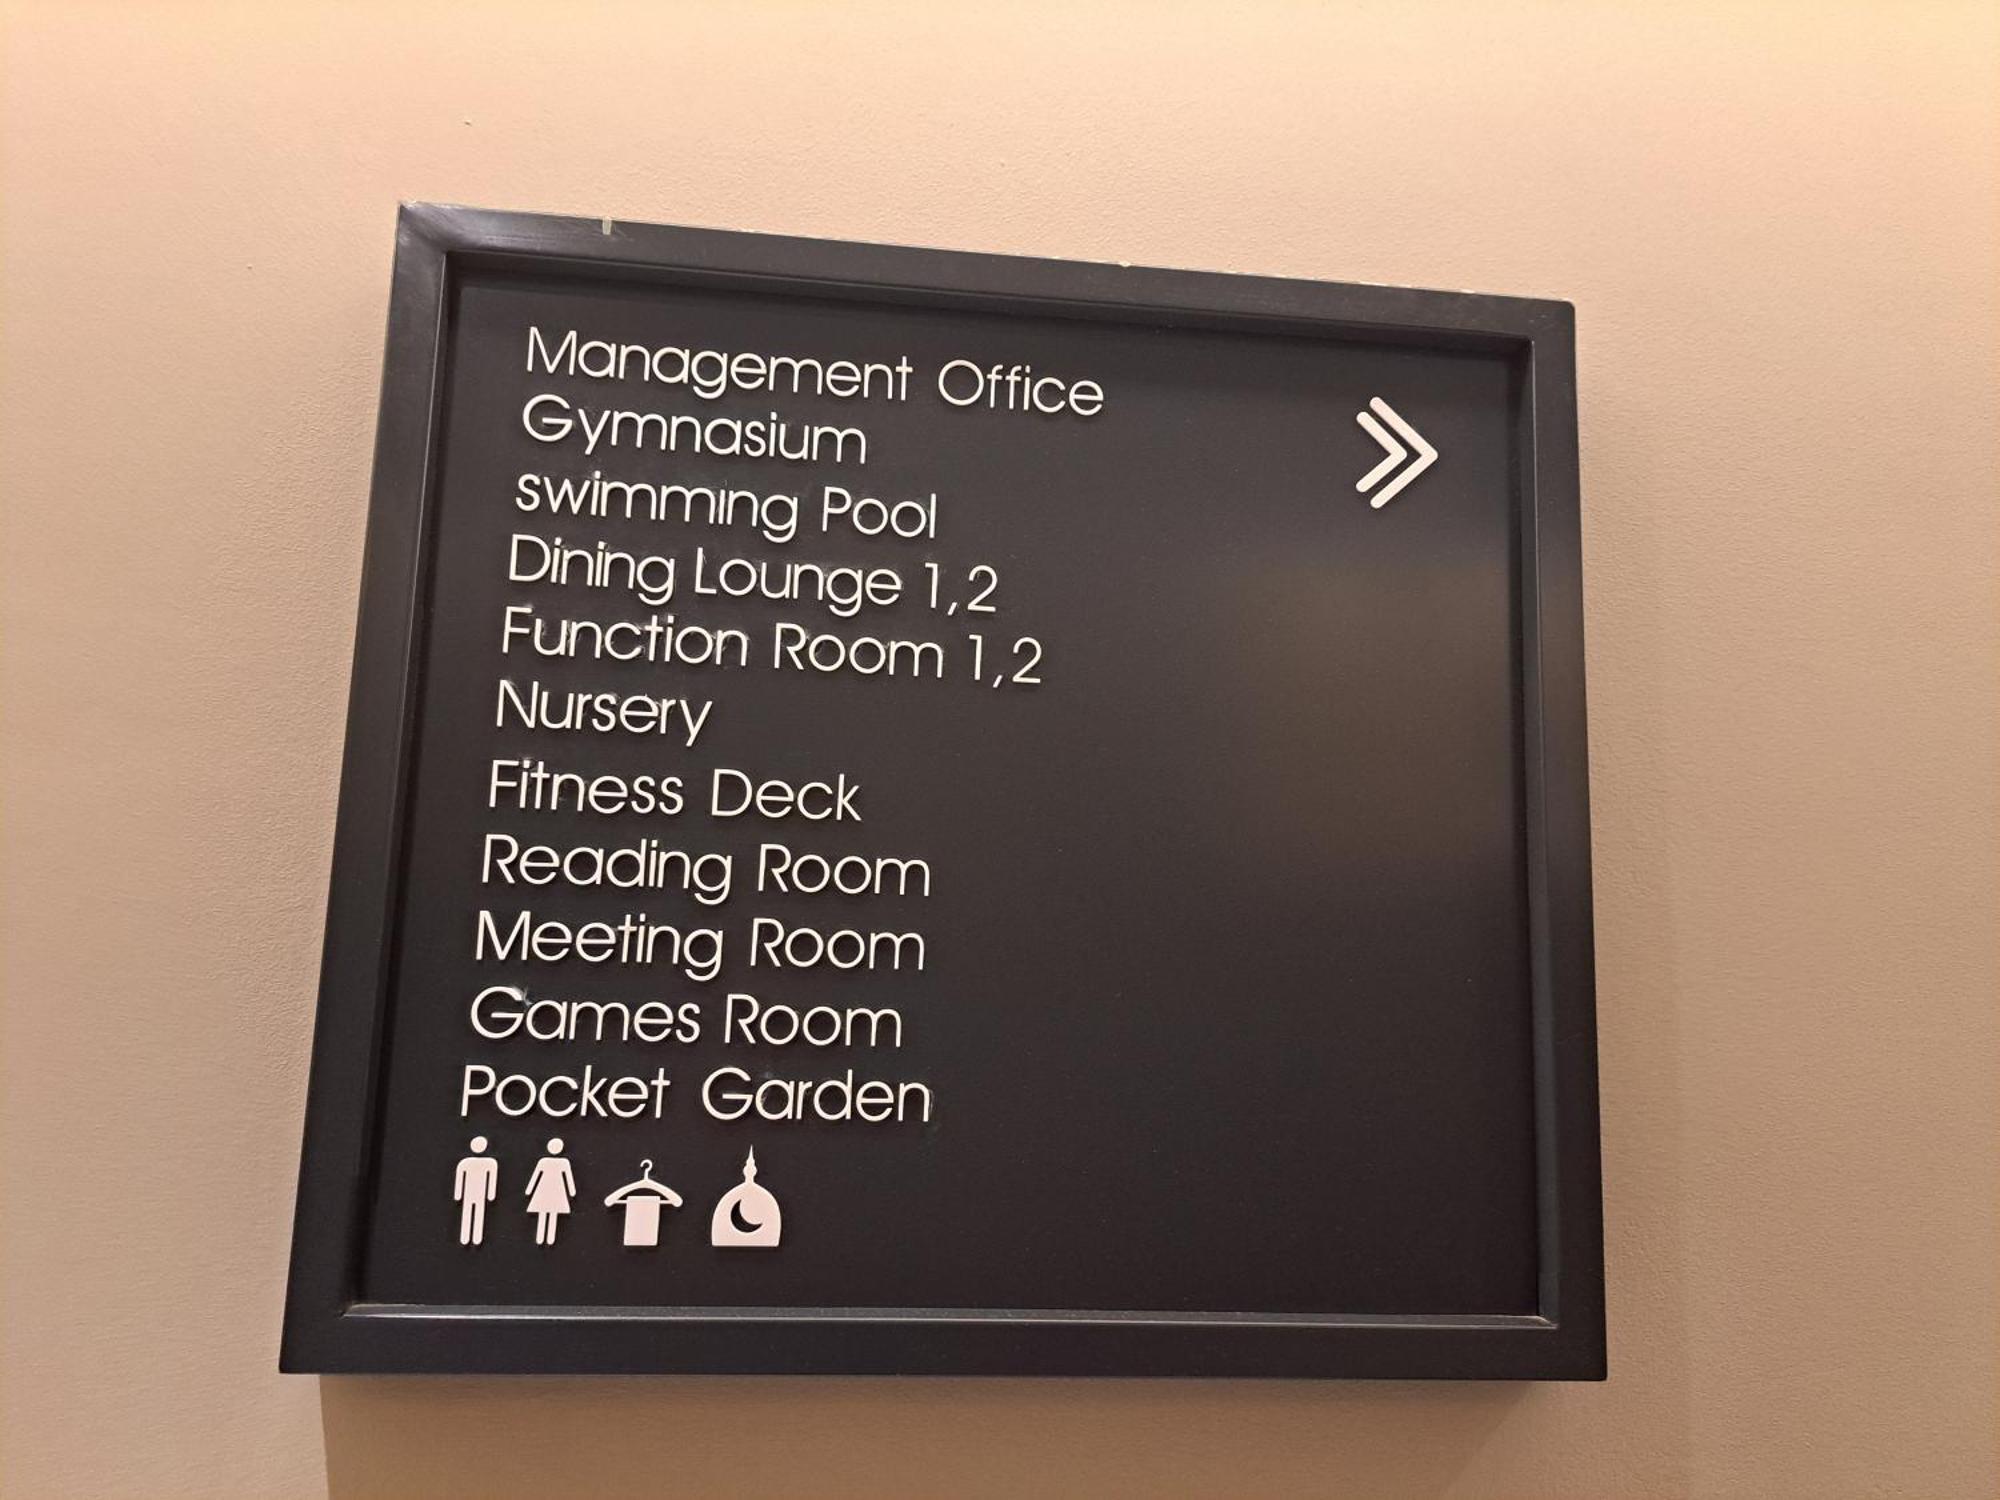 Management Office
Gymnasium
swimming Pool
Dining Lounge 1,2
Function Room 1,2
Nursery
Fitness Deck
Reading Room
Meeting Room
Games Room
Pocket Garden